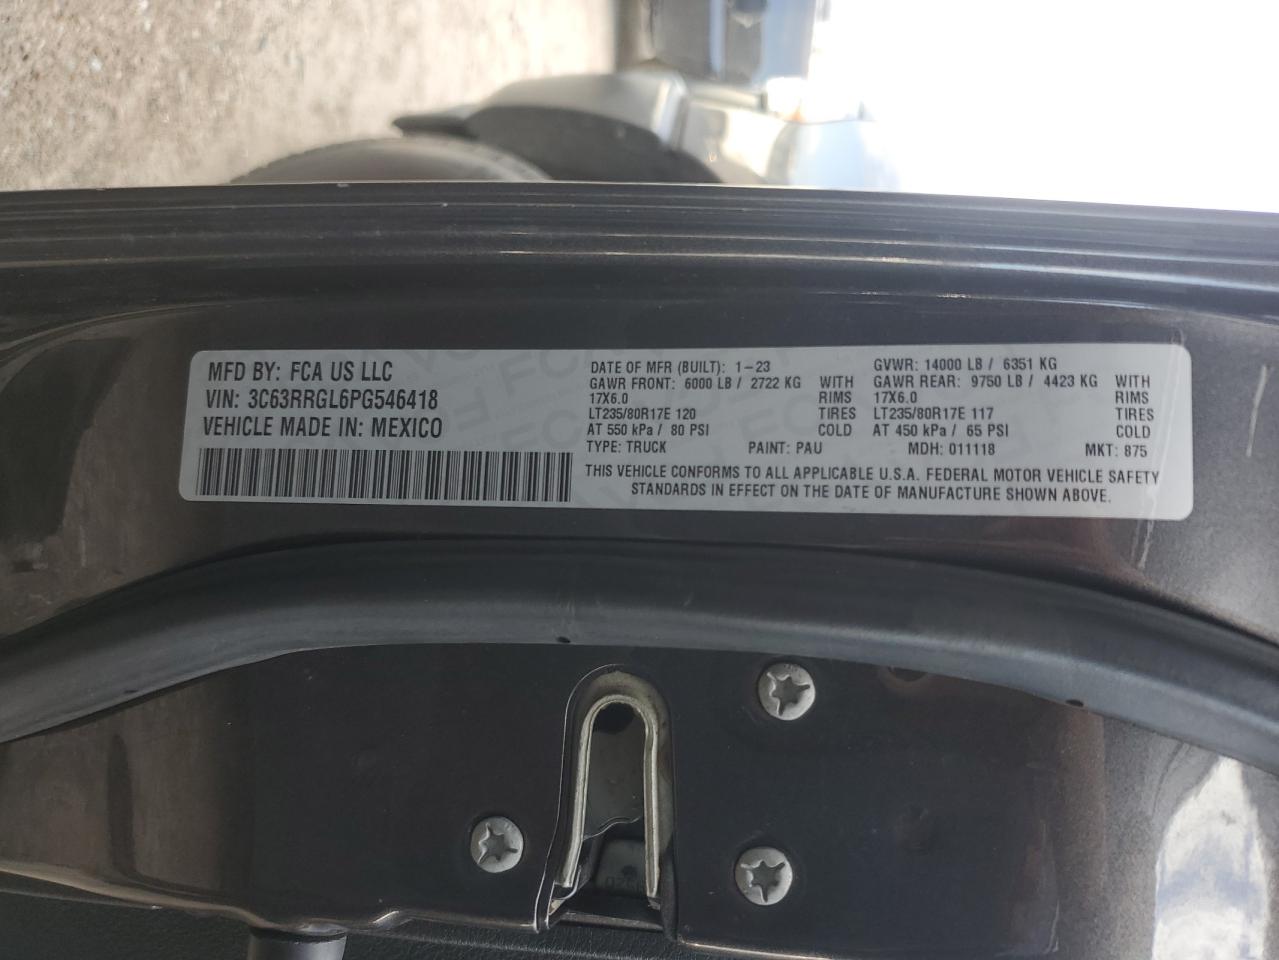 MFD BY: FCA US LLC
VIN: 3C63RRGL6PG546418
VEHICLE MADE IN: MEXICO
DATE OF MFR (BUILT): 1-23
GAWR FRONT: 6000 LB / 2722 KG WITH
17X6.0 RIMS
LT235/80R17E 120 TIRES
AT 550 kPa / 80 PSI COLD
GVWR: 14000 LB / 6351 KG
GAWR REAR: 9750 LB / 4423 KG WITH
17X6.0 RIMS
LT235/80R17E 117 TIRES
AT 450 kPa / 65 PSI COLD
TYPE: TRUCK PAINT: PAU MDH: 011118 MKT: 875
THIS VEHICLE CONFORMS TO ALL APPLICABLE U.S.A. FEDERAL MOTOR VEHICLE SAFETY
STANDARDS IN EFFECT ON THE DATE OF MANUFACTURE SHOWN ABOVE.